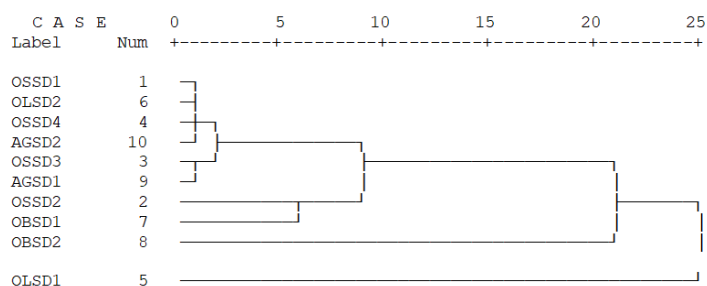 C A S E 0 5 10 15 20 25
Label Num +---------+---------+---------+---------+---------+
OSSD1 1
OLSD2 6
OSSD4 4
AGSD2 10
OSSD3 3
AGSD1 9
OSSD2 2
OBSD1 7
OBSD2 8
OLSD1 5